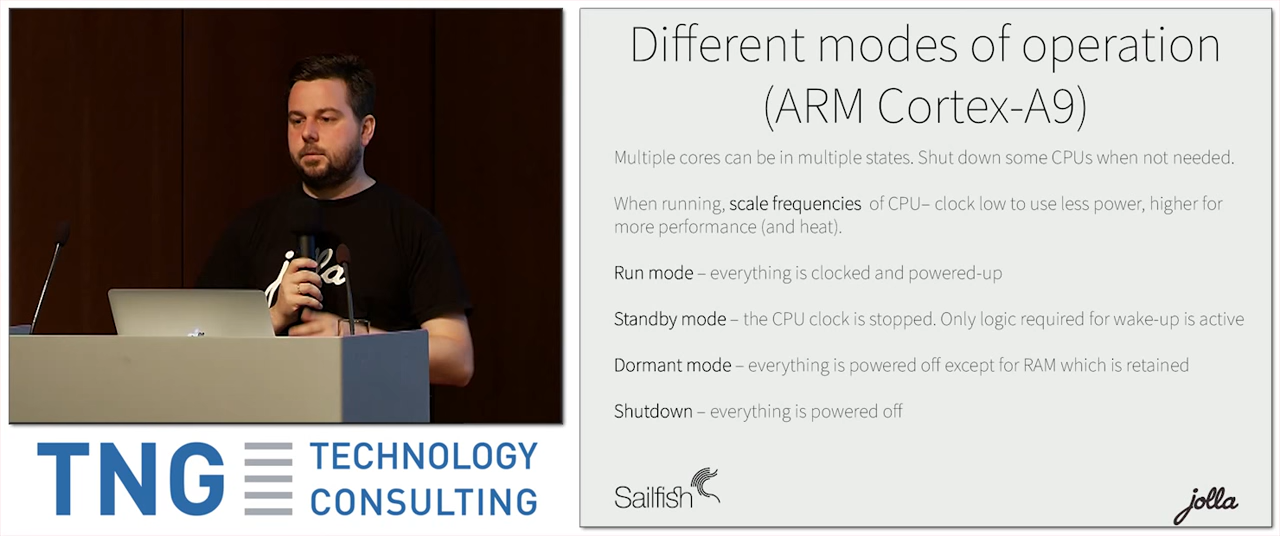 jolla
TNG
TECHNOLOGY
CONSULTING
Different modes of operation
(ARM Cortex-A9)
Multiple cores can be in multiple states. Shut down some CPUs when not needed.
When running, scale frequencies of CPU– clock low to use less power, higher for
more performance (and heat).
Run mode – everything is clocked and powered-up
Standby mode – the CPU clock is stopped. Only logic required for wake-up is active
Dormant mode – everything is powered off except for RAM which is retained
Shutdown – everything is powered off
Sailfish
jolla